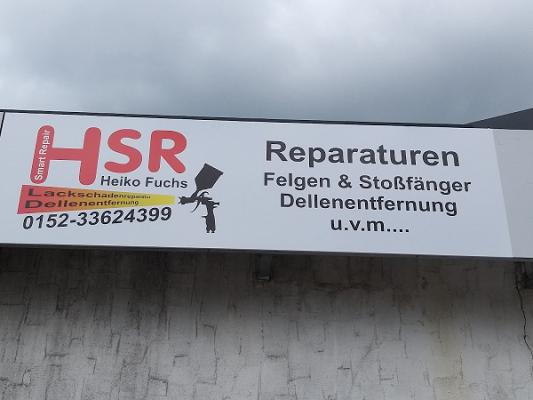 Smart Repair
HSR
Heiko Fuchs
Lackschadenreparatur
Dellenentfernung
0152-33624399
Reparaturen
Felgen & Stoßfänger
Dellenentfernung
u.v.m....